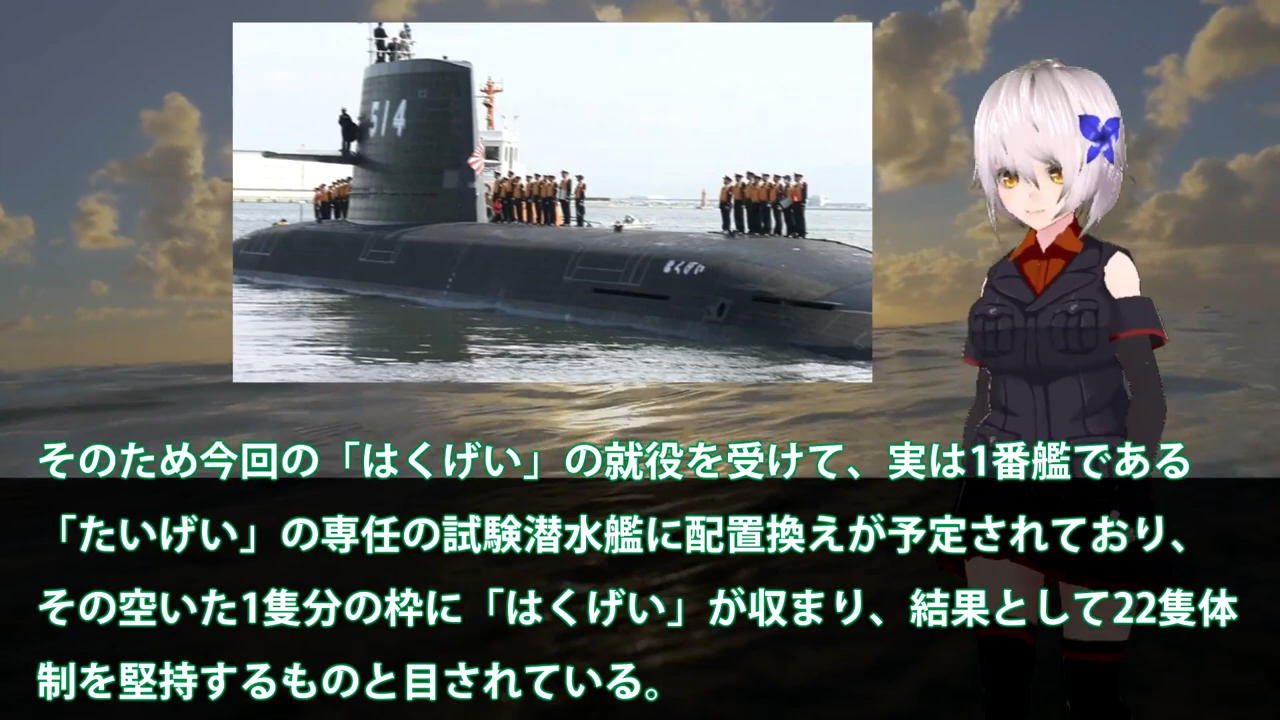 514
はくげい
そのため今回の「はくげい」の就役を受けて、実は1番艦である
「たいげい」の専任の試験潜水艦に配置換えが予定されており、
その空いた1隻分の枠に「はくげい」が収まり、結果として22隻体
制を堅持するものと目されている。